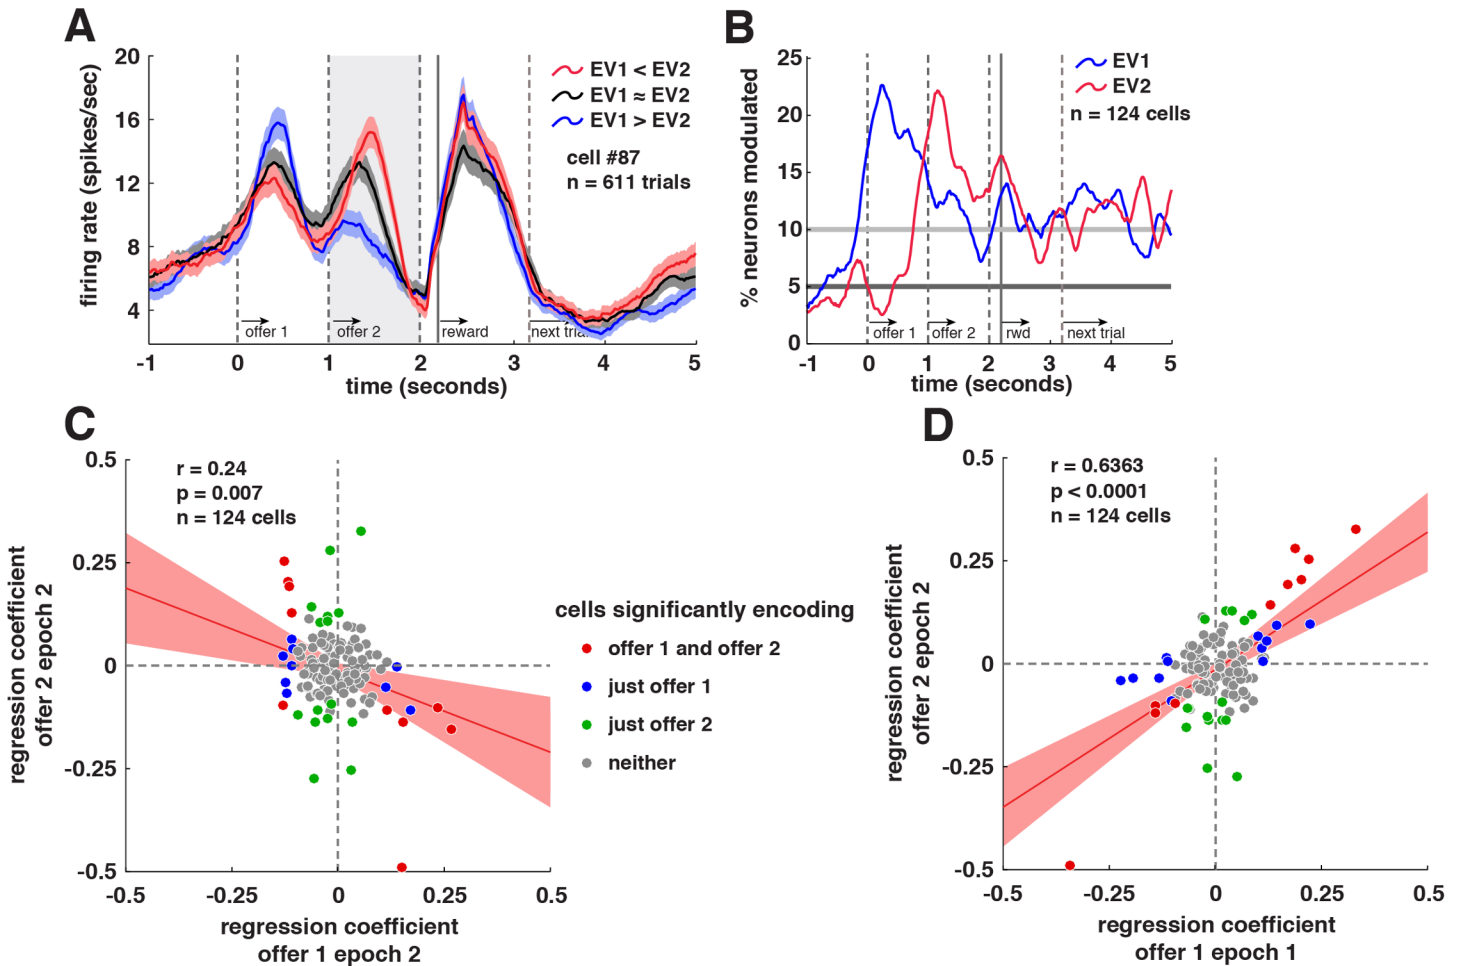 A
20
16
12
8
4
firing rate (spikes/sec)
EV1 < EV2
EV1 ≈ EV2
EV1 > EV2
cell #87
n = 611 trials
offer 1
offer 2
reward
next tria
-1
0
1
2
3
4
5
time (seconds)
B
25
20
15
10
5
0
% neurons modulated
EV1
EV2
n = 124 cells
offer 1
offer 2
rwd
next trial
-1
0
1
2
3
4
5
time (seconds)
C
0.5
0.25
0
-0.25
-0.5
regression coefficient
offer 2 epoch 2
r = 0.24
p = 0.007
n = 124 cells
-0.5
-0.25
0
0.25
0.5
regression coefficient
offer 1 epoch 2
cells significantly encoding
offer 1 and offer 2
just offer 1
just offer 2
neither
D
0.5
0.25
0
-0.25
-0.5
regression coefficient
offer 2 epoch 2
r = 0.6363
p < 0.0001
n = 124 cells
-0.5
-0.25
0
0.25
0.5
regression coefficient
offer 1 epoch 1